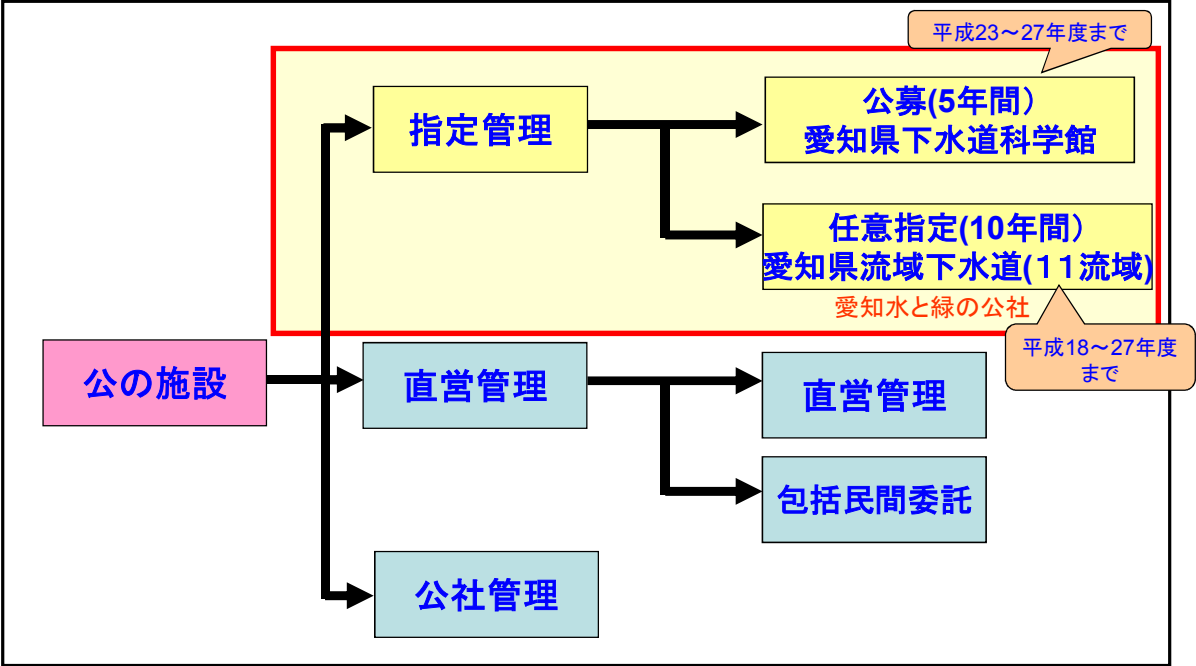 平成23～27年度まで
指定管理
公募(5年間）
愛知県下水道科学館
任意指定(10年間）
愛知県流域下水道(１１流域)
愛知水と緑の公社
平成18～27年度
まで
公の施設
直営管理
直営管理
包括民間委託
公社管理